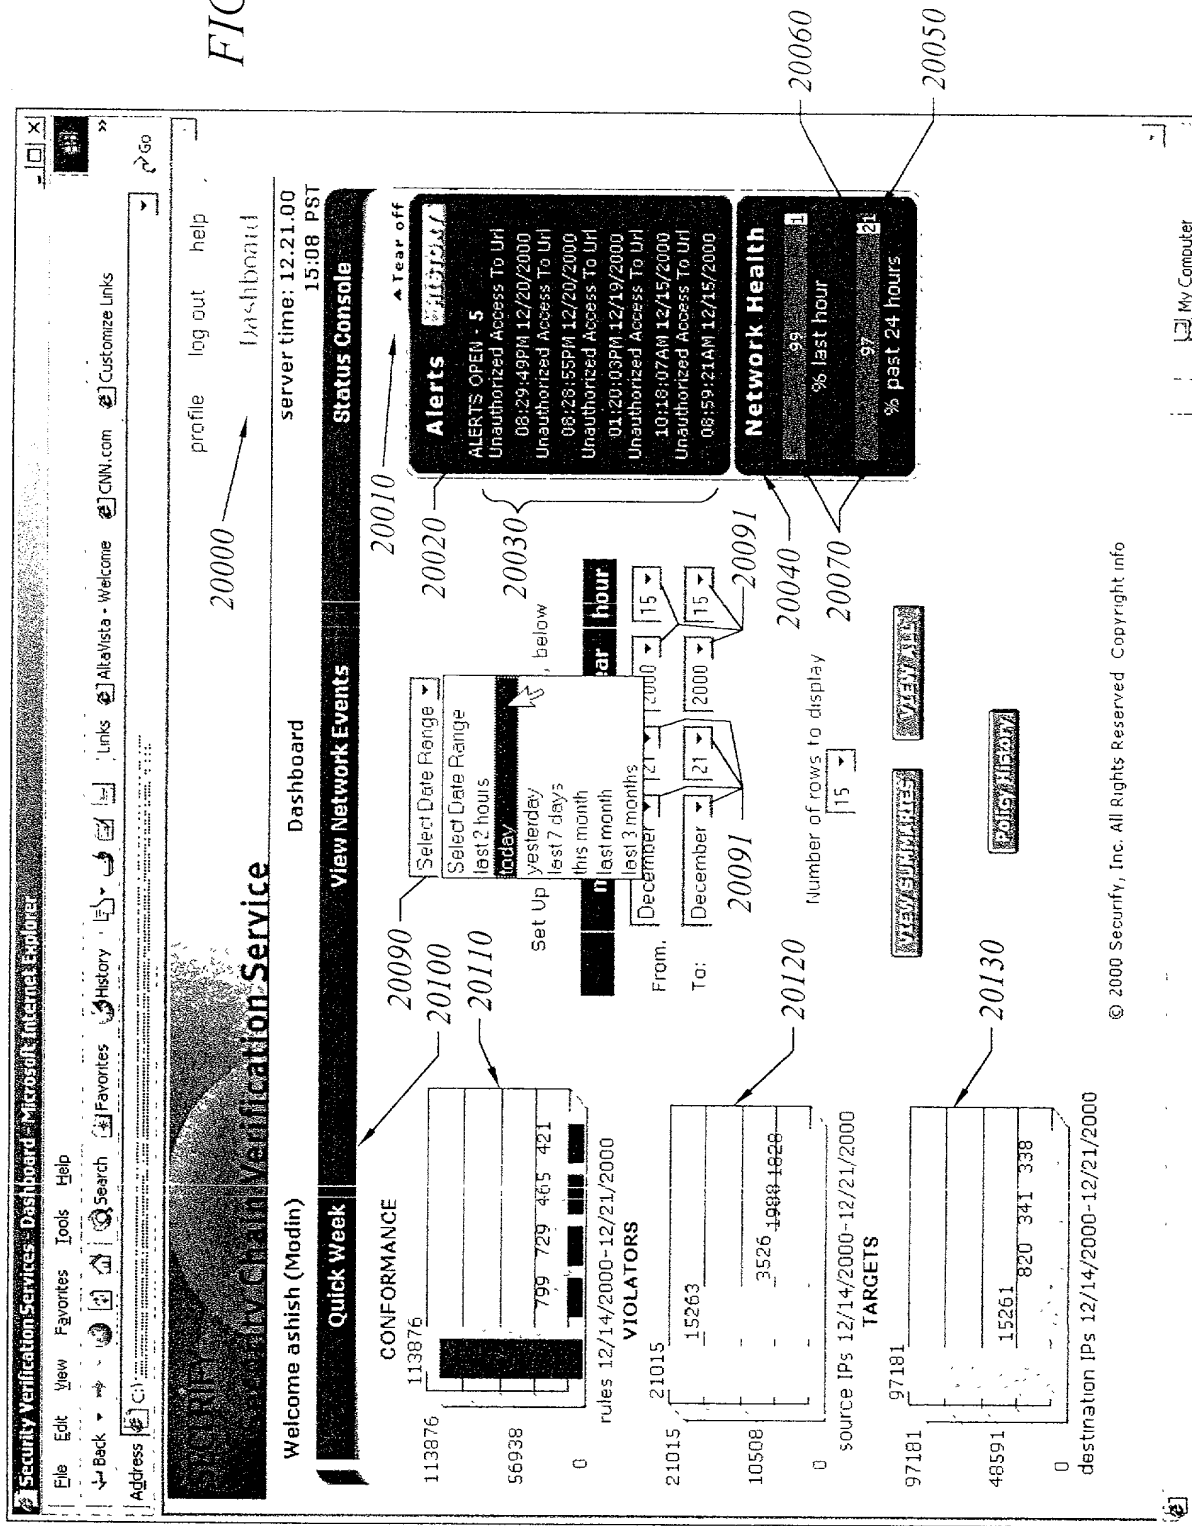 FIG
Security Verification Services - Dashboard - Microsoft Internet Explorer
File Edit View Favorites Tools Help
Back Search Favorites History Links AltaVista - Welcome CNN.com Customize Links
Address C:\ Go
SECURIFY
Security Chain Verification Service
profile log out help
Dashboard
20000
Welcome ashish (Modin)
Dashboard
server time: 12.21.00
15:08 PST
Quick Week
View Network Events
Status Console
20100
20110
CONFORMANCE
113876
113876
56938
0
799 729 465 421
rules 12/14/2000-12/21/2000
VIOLATORS
20120
21015
21015
10508
0
15263
3526 1988 1828
source IPs 12/14/2000-12/21/2000
TARGETS
20130
97181
97181
48591
0
15261
820 341 338
destination IPs 12/14/2000-12/21/2000
20090
Select Date Range
Select Date Range
last 2 hours
today
yesterday
last 7 days
this month
last month
last 3 months
Set Up , below
hour
From.
December 21 2000 15
To:
December 21 2000 15
20091
20091
Number of rows to display
15
VIEW SUMMARIES
VIEW ALL
Policy History
20010
Tear off
20020
Alerts History
20030
ALERTS OPEN - 5
Unauthorized Access To Url
08:29:49PM 12/20/2000
Unauthorized Access To Url
08:28:55PM 12/20/2000
Unauthorized Access To Url
01:20:03PM 12/19/2000
Unauthorized Access To Url
10:18:07AM 12/15/2000
Unauthorized Access To Url
08:59:21AM 12/15/2000
20040
Network Health
99 1
% last hour
20060
20070
97 21
% past 24 hours
20050
© 2000 Securify, Inc. All Rights Reserved Copyright info
My Computer